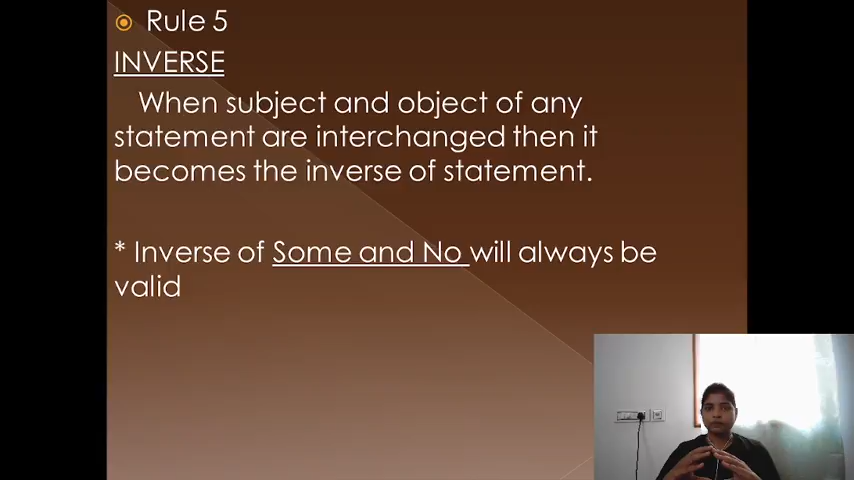 Rule 5
INVERSE
When subject and object of any
statement are interchanged then it
becomes the inverse of statement.
* Inverse of Some and No will always be
valid